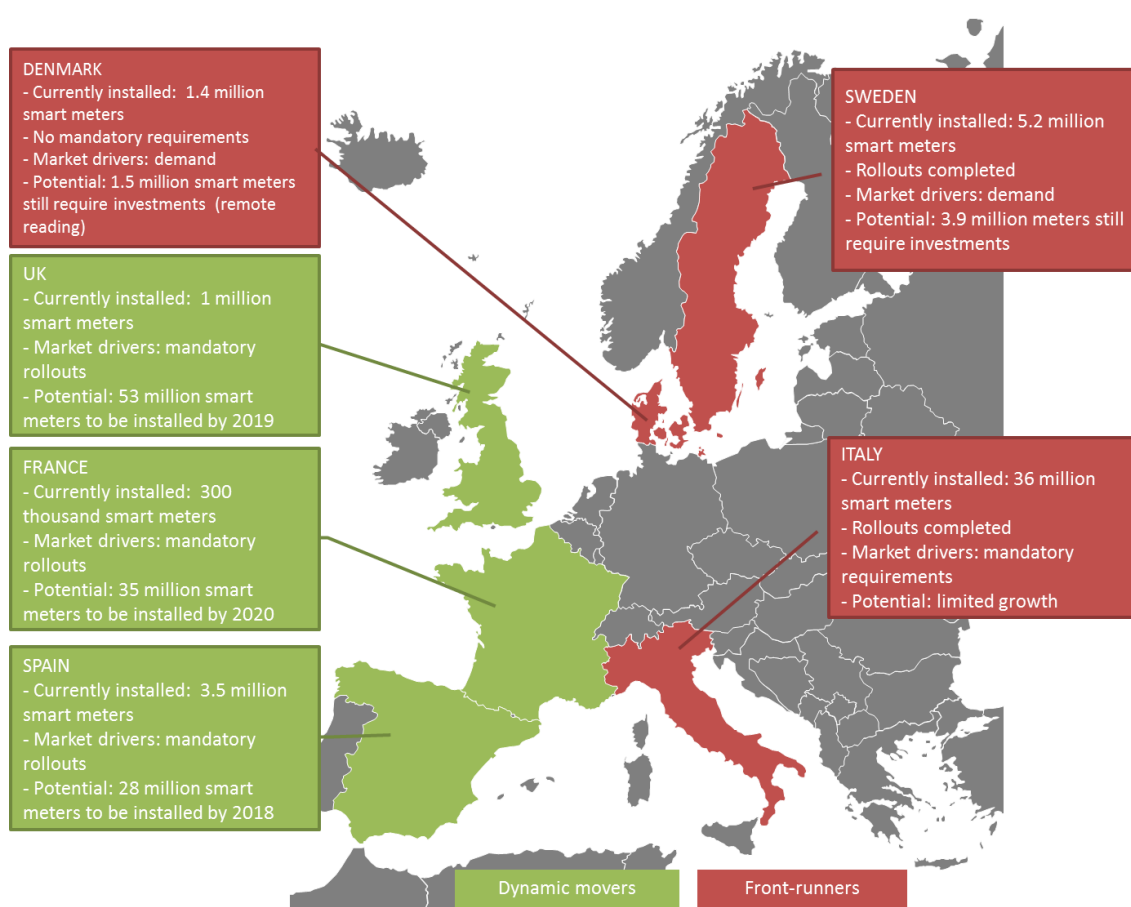 DENMARK
- Currently installed:  1.4 million
smart meters
- No mandatory requirements
- Market drivers: demand
- Potential: 1.5 million smart meters
still require investments  (remote
reading)
SWEDEN
- Currently installed: 5.2 million
smart meters
- Rollouts completed
- Market drivers: demand
- Potential: 3.9 million meters still
require investments
UK
- Currently installed:  1 million
smart meters
- Market drivers: mandatory
rollouts
- Potential: 53 million smart
meters to be installed by 2019
FRANCE
- Currently installed:  300
thousand smart meters
- Market drivers: mandatory
rollouts
- Potential: 35 million smart
meters to be installed by 2020
ITALY
- Currently installed: 36 million
smart meters
- Rollouts completed
- Market drivers: mandatory
requirements
- Potential: limited growth
SPAIN
- Currently installed:  3.5 million
smart meters
- Market drivers: mandatory
rollouts
- Potential: 28 million smart
meters to be installed by 2018
Dynamic movers
Front-runners